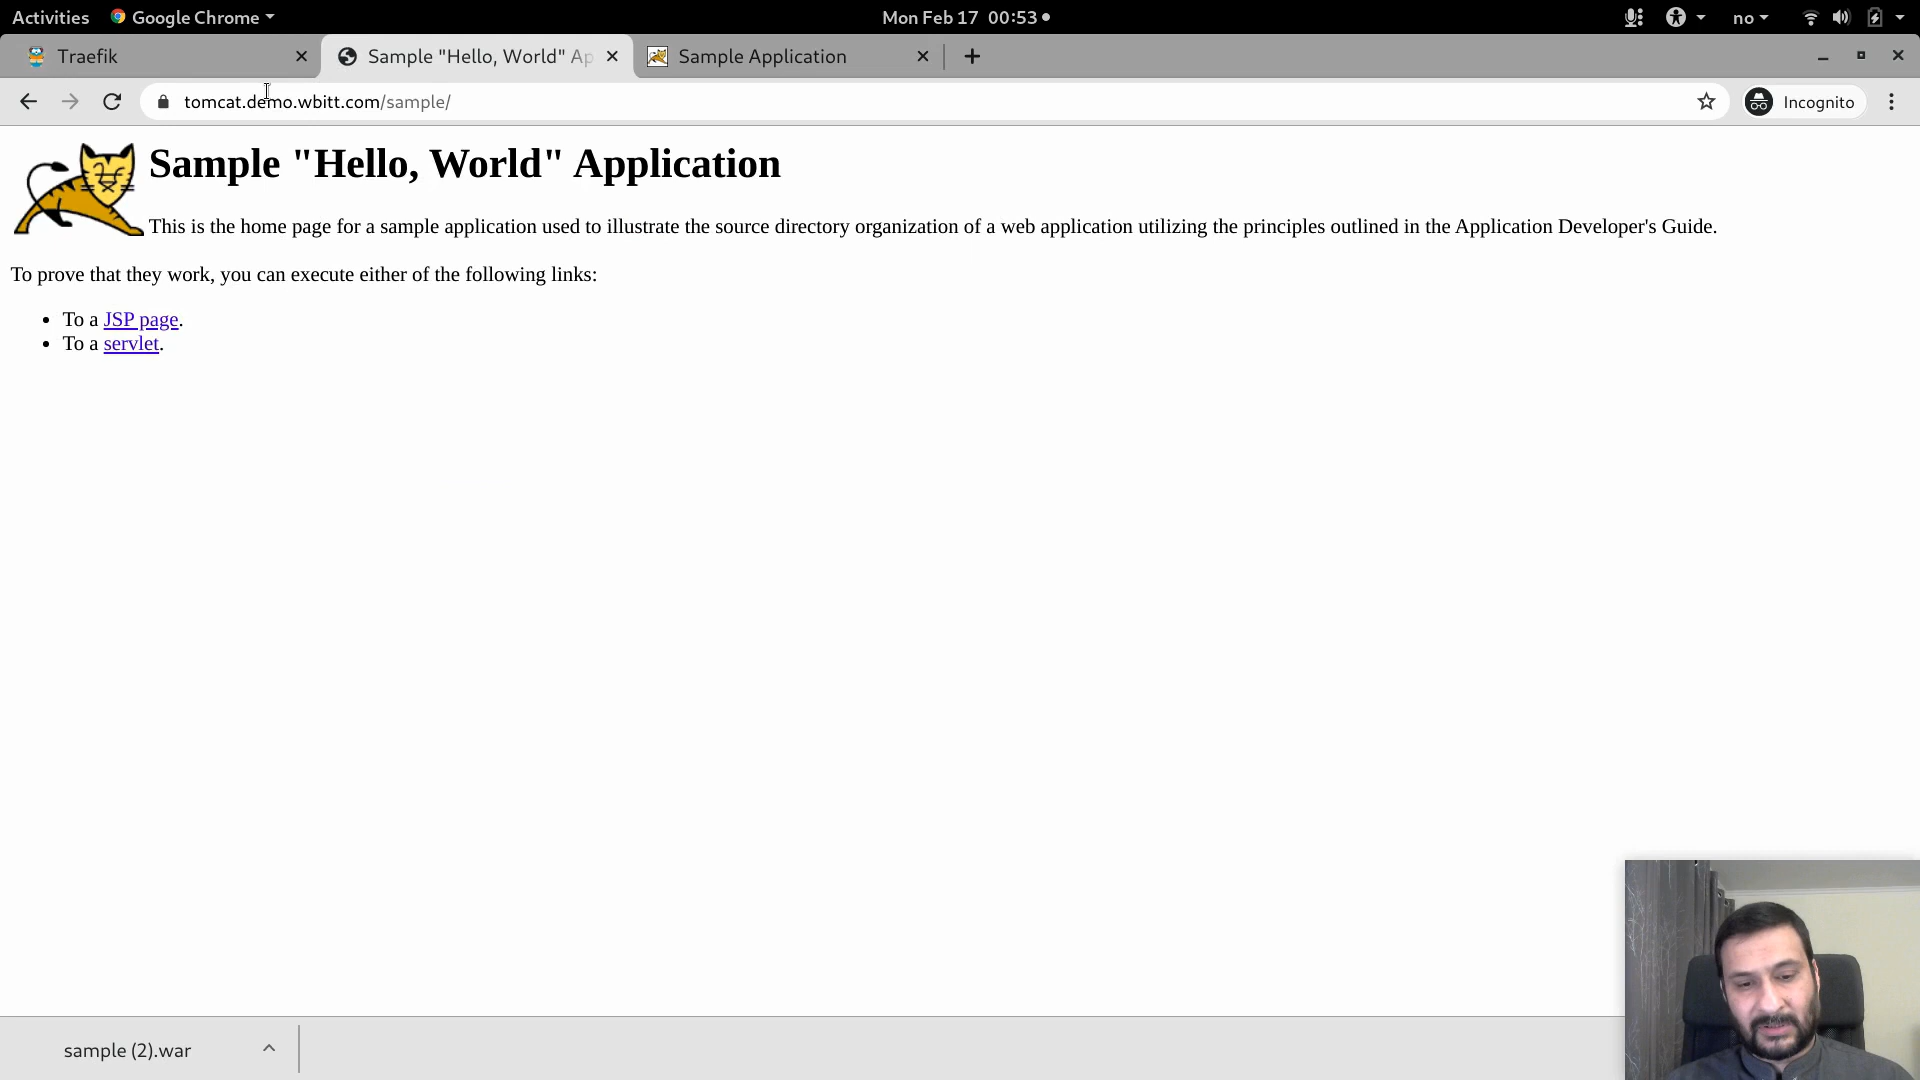 Activities Google Chrome Mon Feb 17 00:53 no
Traefik Sample "Hello, World" Ap Sample Application
tomcat.demo.wbitt.com/sample/ Incognito
Sample "Hello, World" Application
This is the home page for a sample application used to illustrate the source directory organization of a web application utilizing the principles outlined in the Application Developer's Guide.
To prove that they work, you can execute either of the following links:
• To a JSP page.
• To a servlet.
sample (2).war